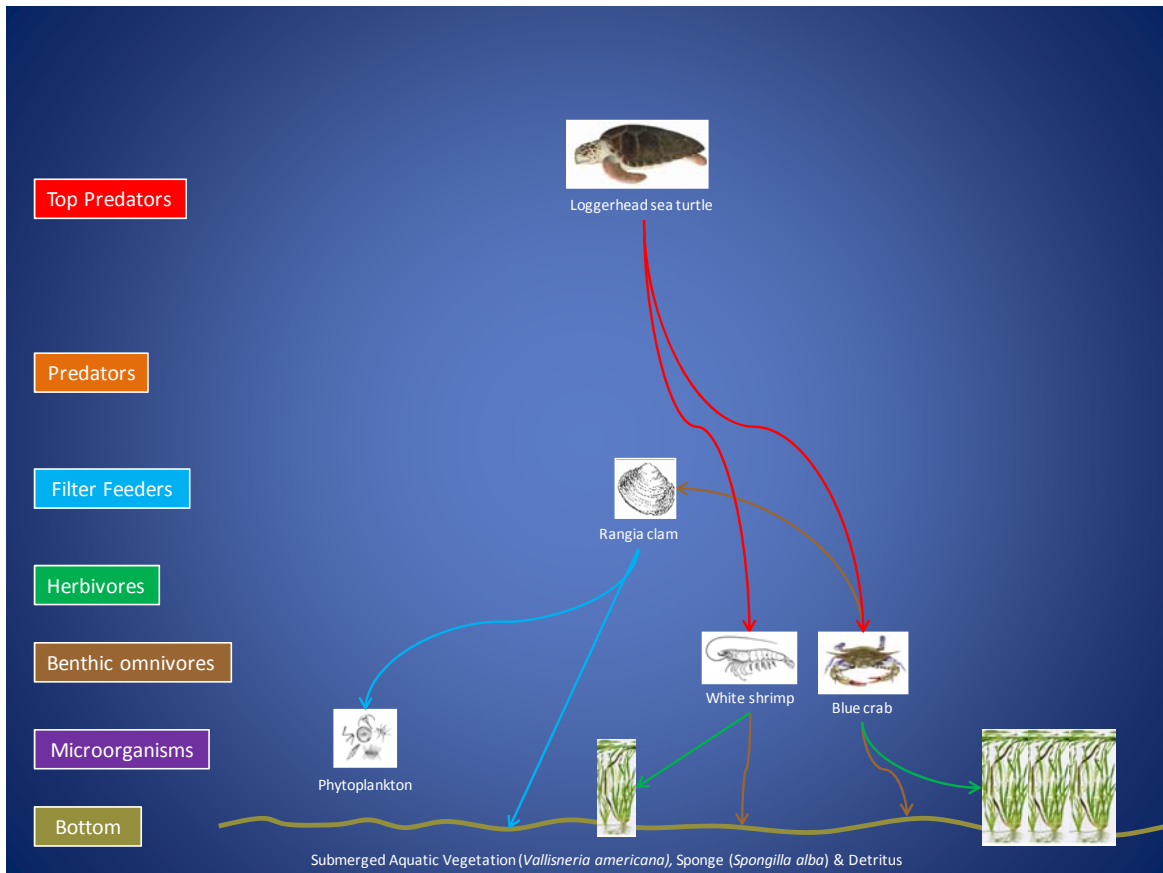 Loggerhead sea turtle
Top Predators
Predators
Filter Feeders
Rangia clam
Herbivores
Benthic omnivores
White shrimp
Blue crab
Microorganisms
Phytoplankton
Bottom
Submerged Aquatic Vegetation (Vallisneria americana), Sponge (Spongilla alba) & Detritus